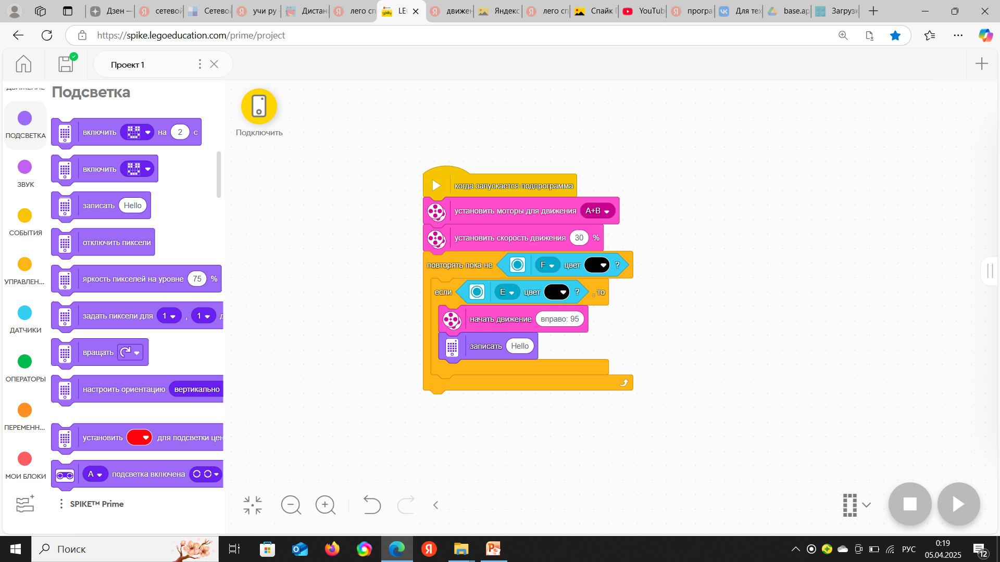 Дзен —
сетевой
Сетевой
учи ру -
Дистан
лего сп
LE
движен
Яндекс
лего сп
Спайк
YouTub
програ
Для тех
base.ap
Загрузк
https://spike.legoeducation.com/prime/project
Проект 1
Подсветка
Подключить
ПОДСВЕТКА
ЗВУК
СОБЫТИЯ
УПРАВЛЕН...
ДАТЧИКИ
ОПЕРАТОРЫ
ПЕРЕМЕНН...
МОИ БЛОКИ
включить на 2 с
включить
записать Hello
отключить пиксели
яркость пикселей на уровне 75 %
задать пиксели для 1 , 1
вращать
настроить ориентацию вертикально
установить для подсветки цен
A подсветка включена
SPIKE™ Prime
когда запускается подпрограмма
установить моторы для движения A+B
установить скорость движения 30 %
повторять пока не F цвет ?
если E цвет ? , то
начать движение вправо: 95
записать Hello
Поиск
РУС
0:19
05.04.2025
12